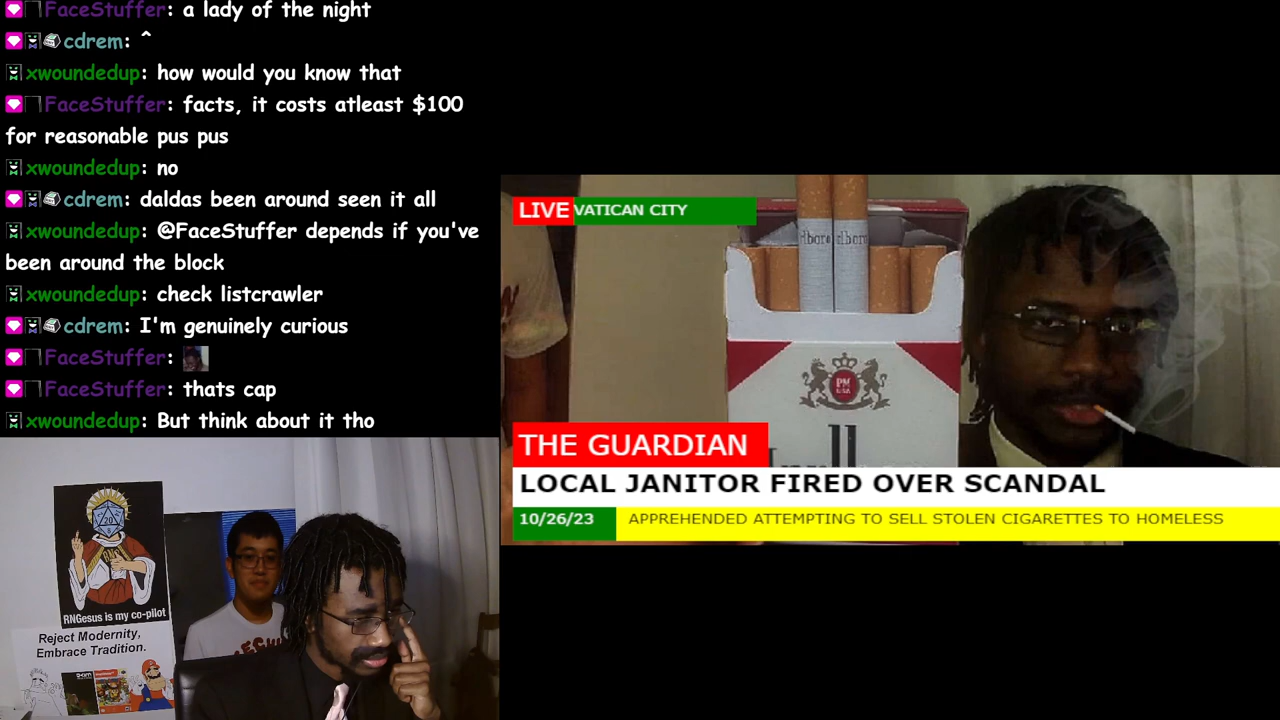 FaceStuffer: a lady of the night
cdrem: ^
xwoundedup: how would you know that
FaceStuffer: facts, it costs atleast $100
for reasonable pus pus
xwoundedup: no
cdrem: daldas been around seen it all
xwoundedup: @FaceStuffer depends if you've
been around the block
xwoundedup: check listcrawler
cdrem: I'm genuinely curious
FaceStuffer:
FaceStuffer: thats cap
xwoundedup: But think about it tho
LIVE VATICAN CITY
lboro lboro
PM
THE GUARDIAN
LOCAL JANITOR FIRED OVER SCANDAL
10/26/23 APPREHENDED ATTEMPTING TO SELL STOLEN CIGARETTES TO HOMELESS
20
RNGesus is my co-pilot
Reject Modernity,
Embrace Tradition.